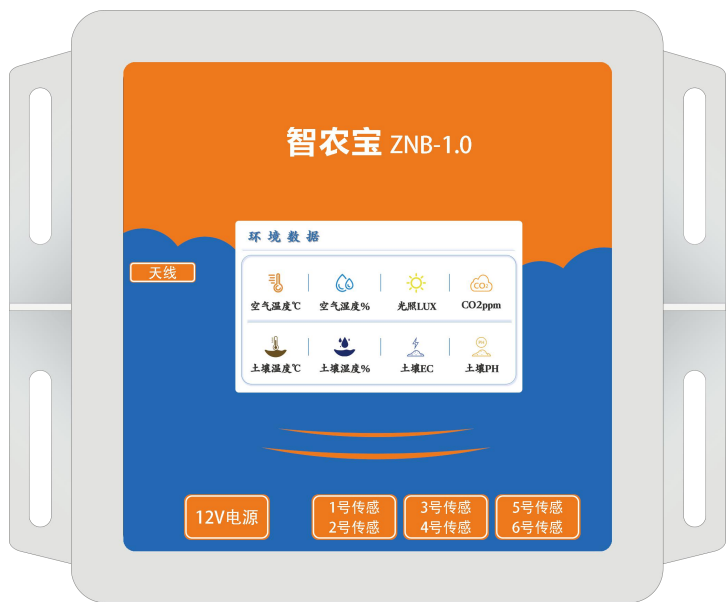 智农宝 ZNB-1.0
环境数据
天线
空气温度℃ 空气湿度% 光照LUX CO2ppm
CO₂
土壤温度℃ 土壤湿度% 土壤EC 土壤PH
PH
12V电源
1号传感 3号传感 5号传感
2号传感 4号传感 6号传感